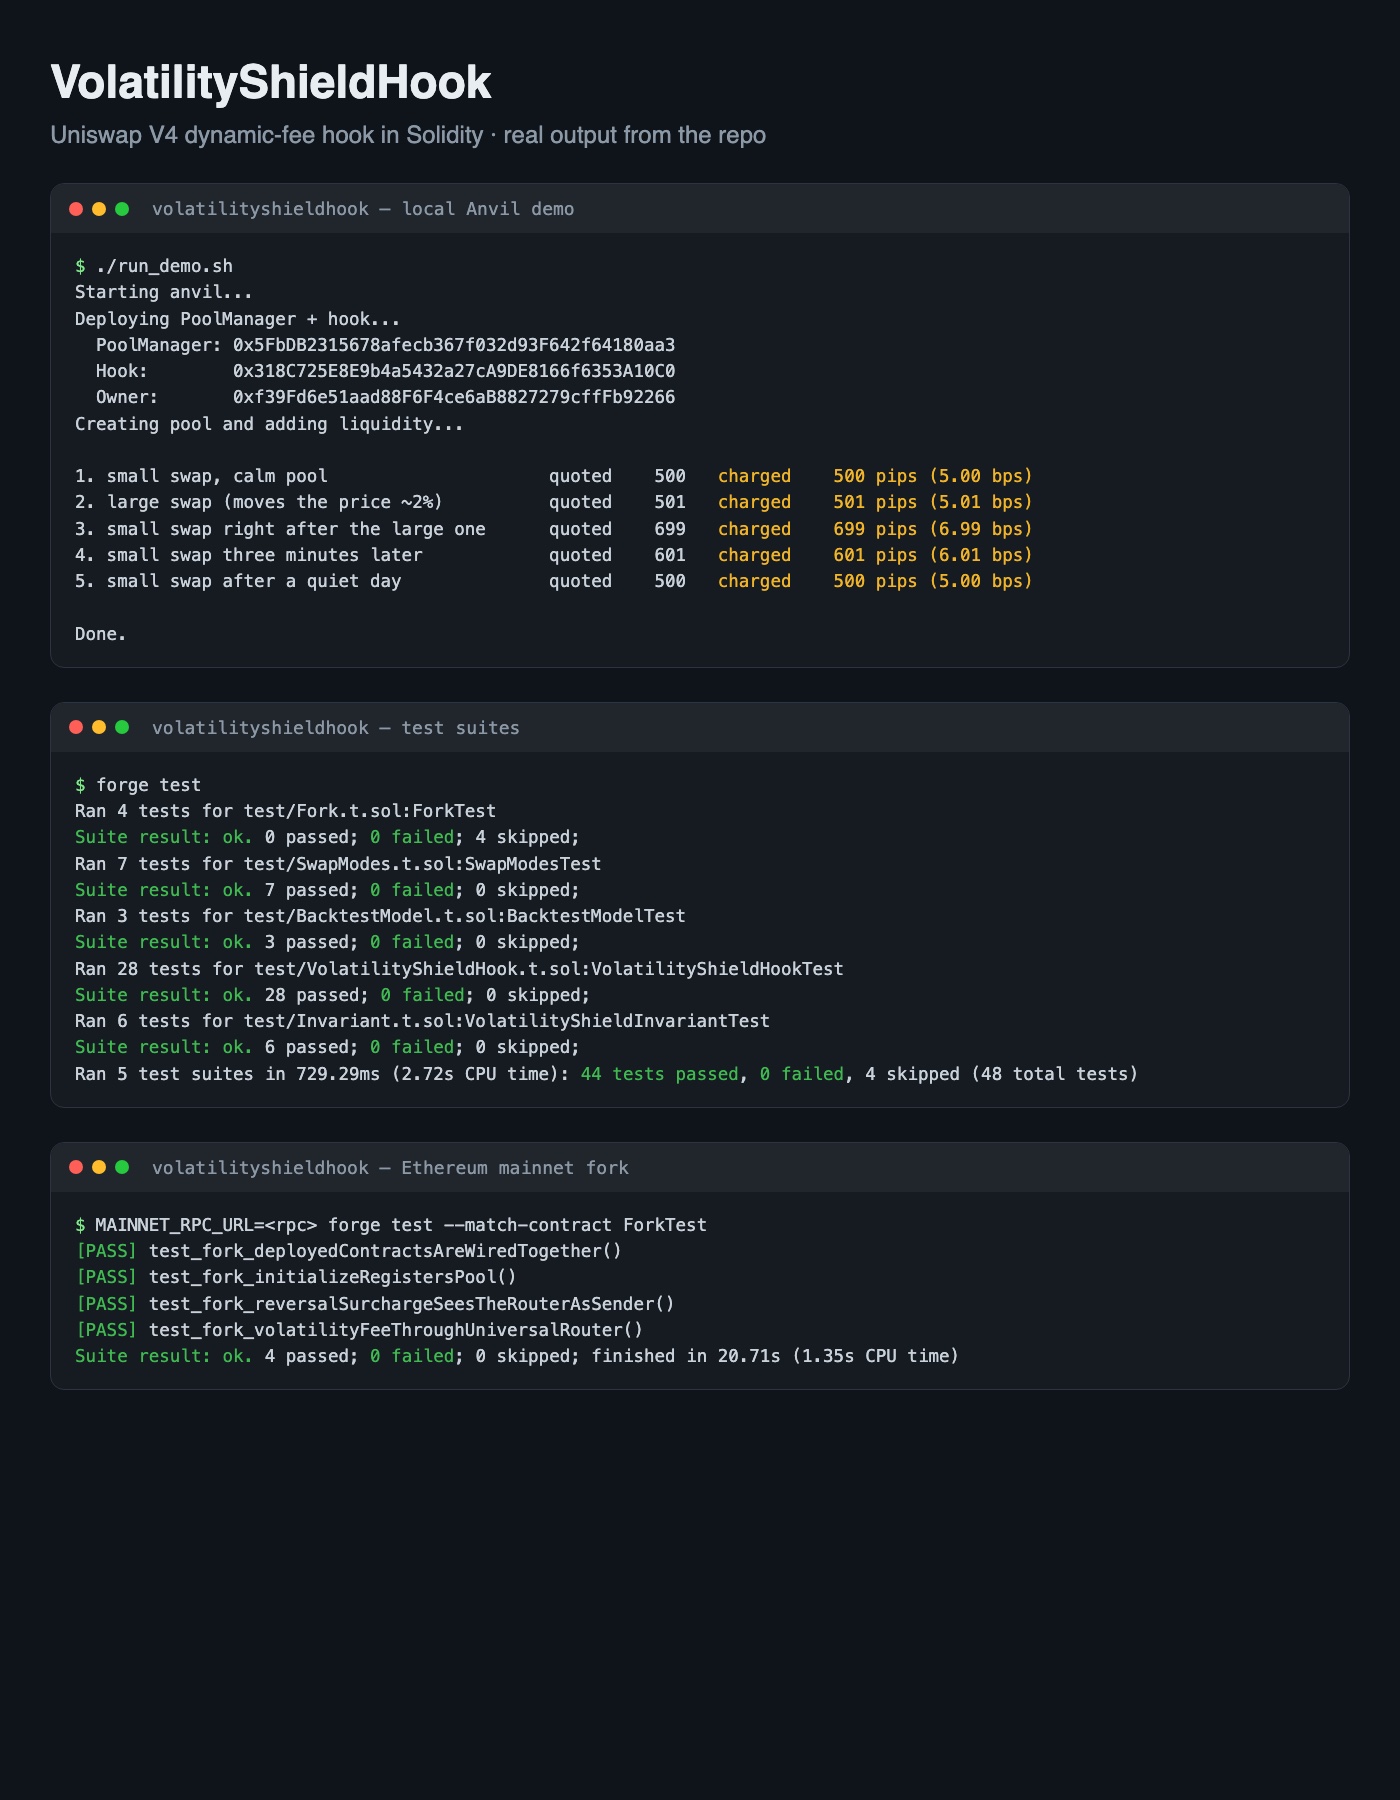 VolatilityShieldHook
Uniswap V4 dynamic-fee hook in Solidity · real output from the repo
volatilityshieldhook — local Anvil demo
$ ./run_demo.sh
Starting anvil...
Deploying PoolManager + hook...
PoolManager: 0x5FbDB2315678afecb367f032d93F642f64180aa3
Hook: 0x318C725E8E9b4a5432a27cA9DE8166f6353A10C0
Owner: 0xf39Fd6e51aad88F6F4ce6aB8827279cffFb92266
Creating pool and adding liquidity...
1. small swap, calm pool quoted 500 charged 500 pips (5.00 bps)
2. large swap (moves the price ~2%) quoted 501 charged 501 pips (5.01 bps)
3. small swap right after the large one quoted 699 charged 699 pips (6.99 bps)
4. small swap three minutes later quoted 601 charged 601 pips (6.01 bps)
5. small swap after a quiet day quoted 500 charged 500 pips (5.00 bps)
Done.
volatilityshieldhook — test suites
$ forge test
Ran 4 tests for test/Fork.t.sol:ForkTest
Suite result: ok. 0 passed; 0 failed; 4 skipped;
Ran 7 tests for test/SwapModes.t.sol:SwapModesTest
Suite result: ok. 7 passed; 0 failed; 0 skipped;
Ran 3 tests for test/BacktestModel.t.sol:BacktestModelTest
Suite result: ok. 3 passed; 0 failed; 0 skipped;
Ran 28 tests for test/VolatilityShieldHook.t.sol:VolatilityShieldHookTest
Suite result: ok. 28 passed; 0 failed; 0 skipped;
Ran 6 tests for test/Invariant.t.sol:VolatilityShieldInvariantTest
Suite result: ok. 6 passed; 0 failed; 0 skipped;
Ran 5 test suites in 729.29ms (2.72s CPU time): 44 tests passed, 0 failed, 4 skipped (48 total tests)
volatilityshieldhook — Ethereum mainnet fork
$ MAINNET_RPC_URL=<rpc> forge test --match-contract ForkTest
[PASS] test_fork_deployedContractsAreWiredTogether()
[PASS] test_fork_initializeRegistersPool()
[PASS] test_fork_reversalSurchargeSeesTheRouterAsSender()
[PASS] test_fork_volatilityFeeThroughUniversalRouter()
Suite result: ok. 4 passed; 0 failed; 0 skipped; finished in 20.71s (1.35s CPU time)